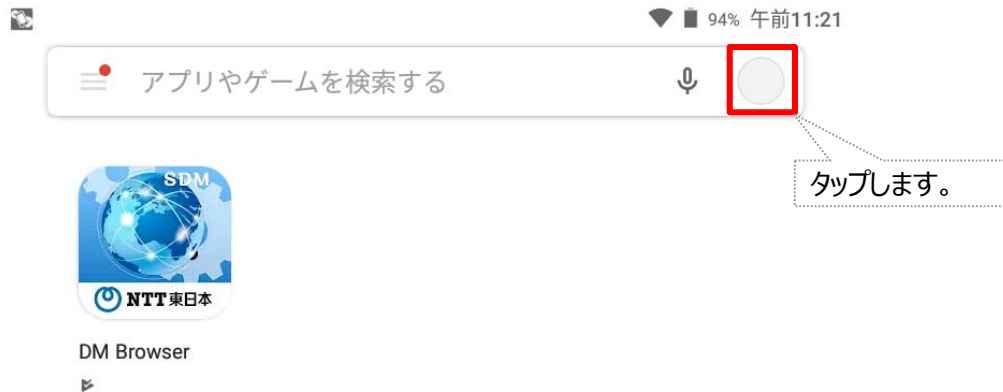 94% 午前11:21
アプリやゲームを検索する
タップします。
SDM
NTT東日本
DM Browser